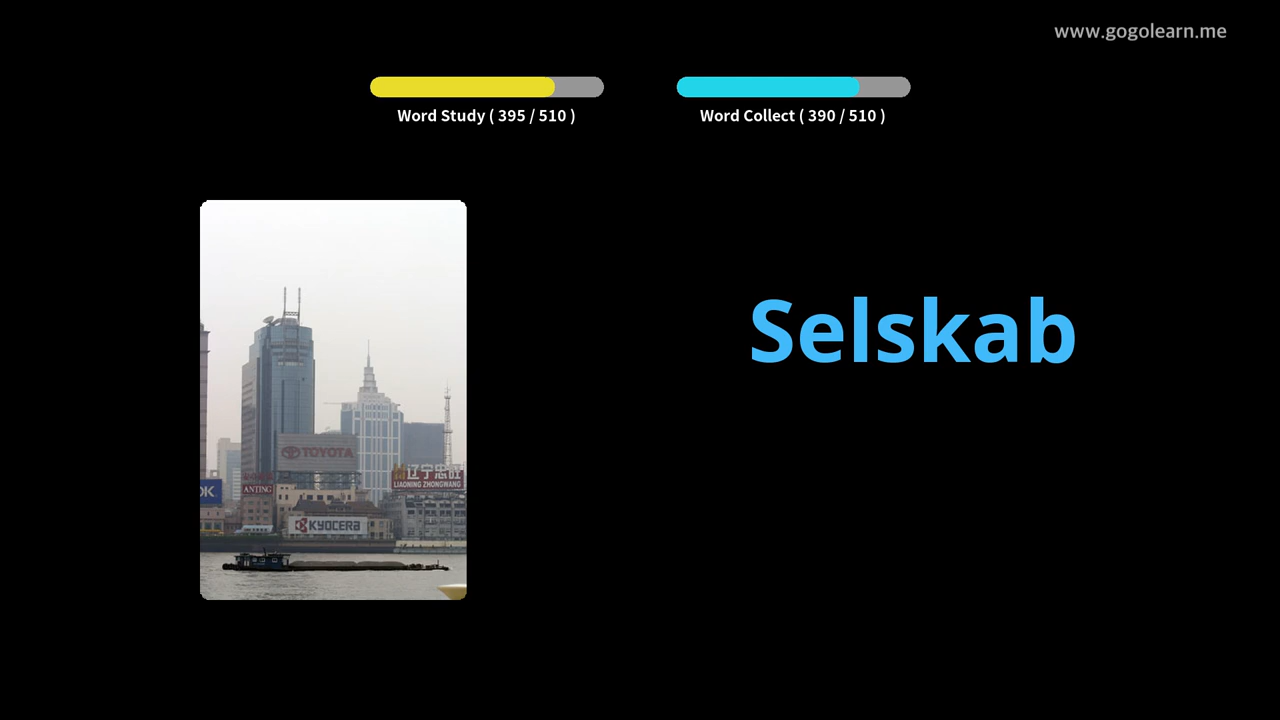 www.gogolearn.me
Word Study ( 395 / 510 )
Word Collect ( 390 / 510 )
Selskab
TOYOTA
辽宁忠旺
LIAONING ZHONGWANG
OK
ANTING
KYOCERA